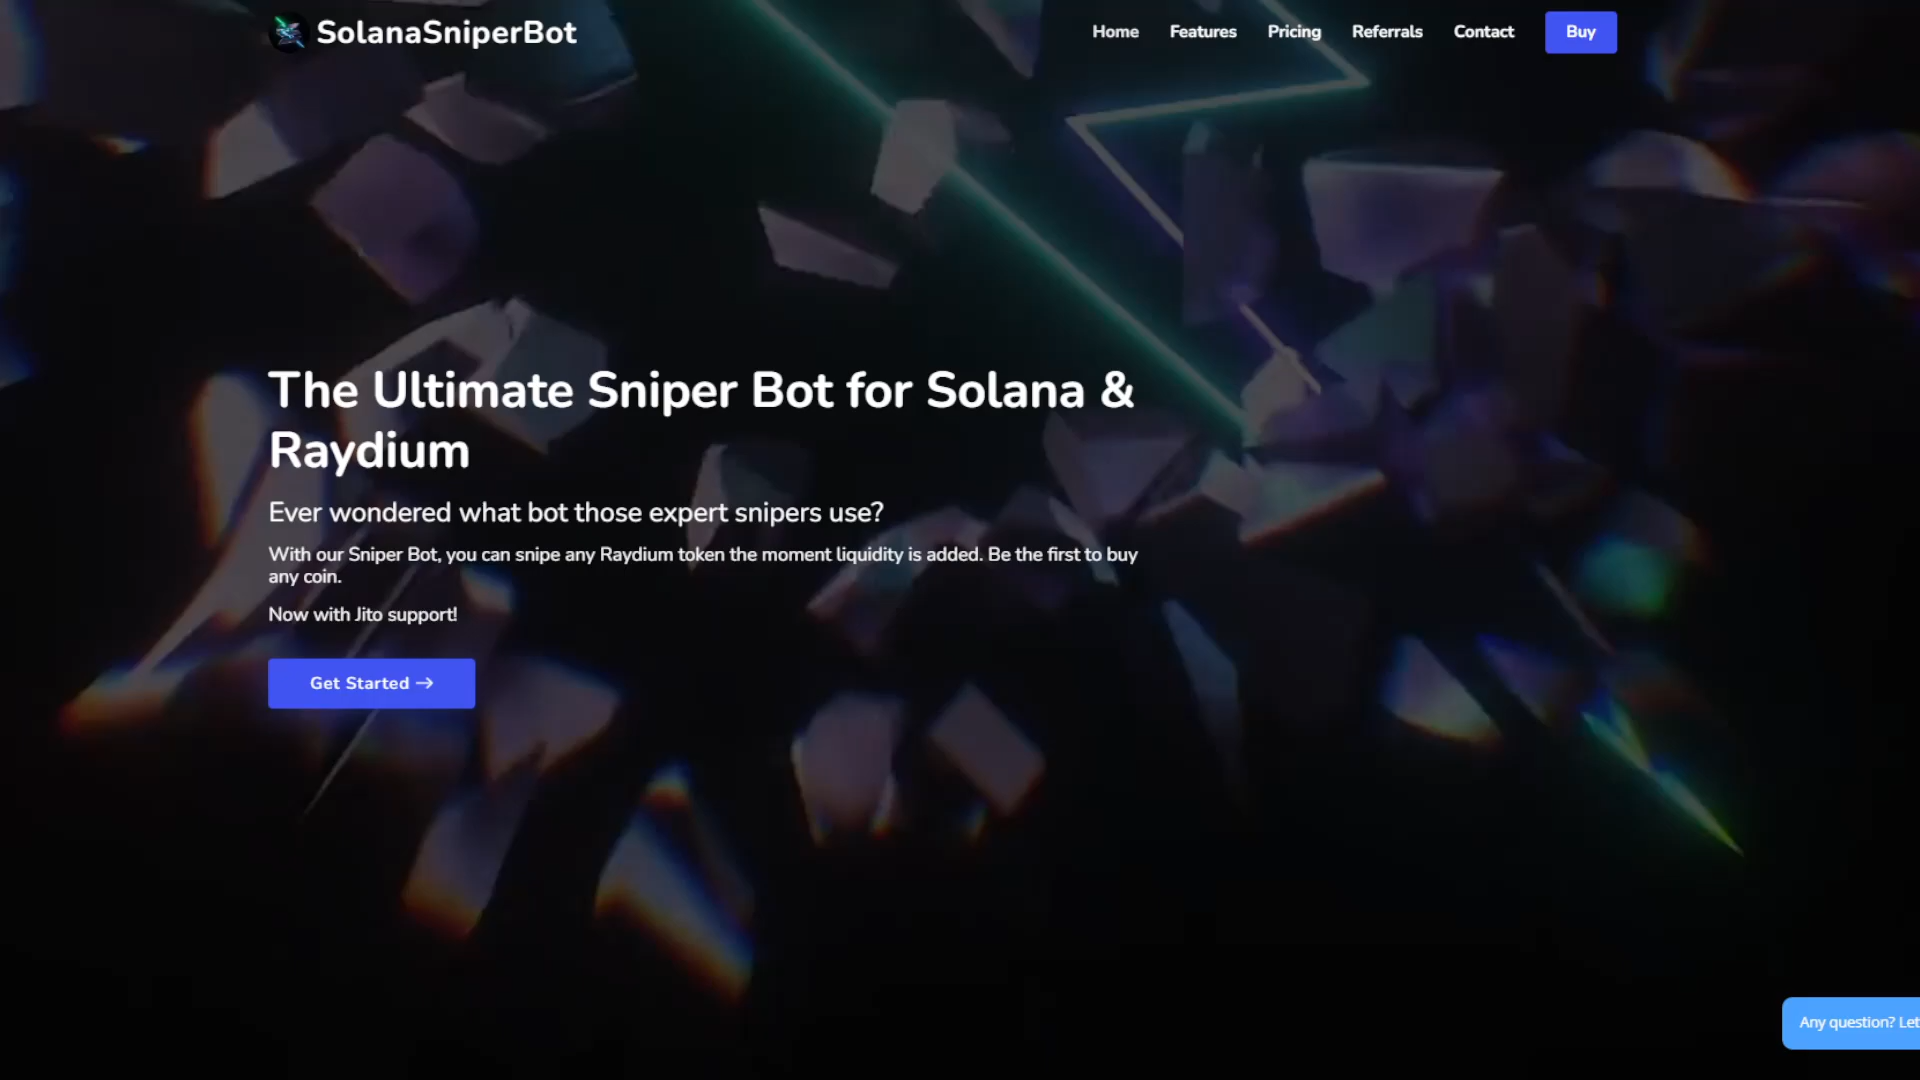 SolanaSniperBot
Home
Features
Pricing
Referrals
Contact
Buy
The Ultimate Sniper Bot for Solana &
Raydium
Ever wondered what bot those expert snipers use?
With our Sniper Bot, you can snipe any Raydium token the moment liquidity is added. Be the first to buy
any coin.
Now with Jito support!
Get Started →
Any question? Let